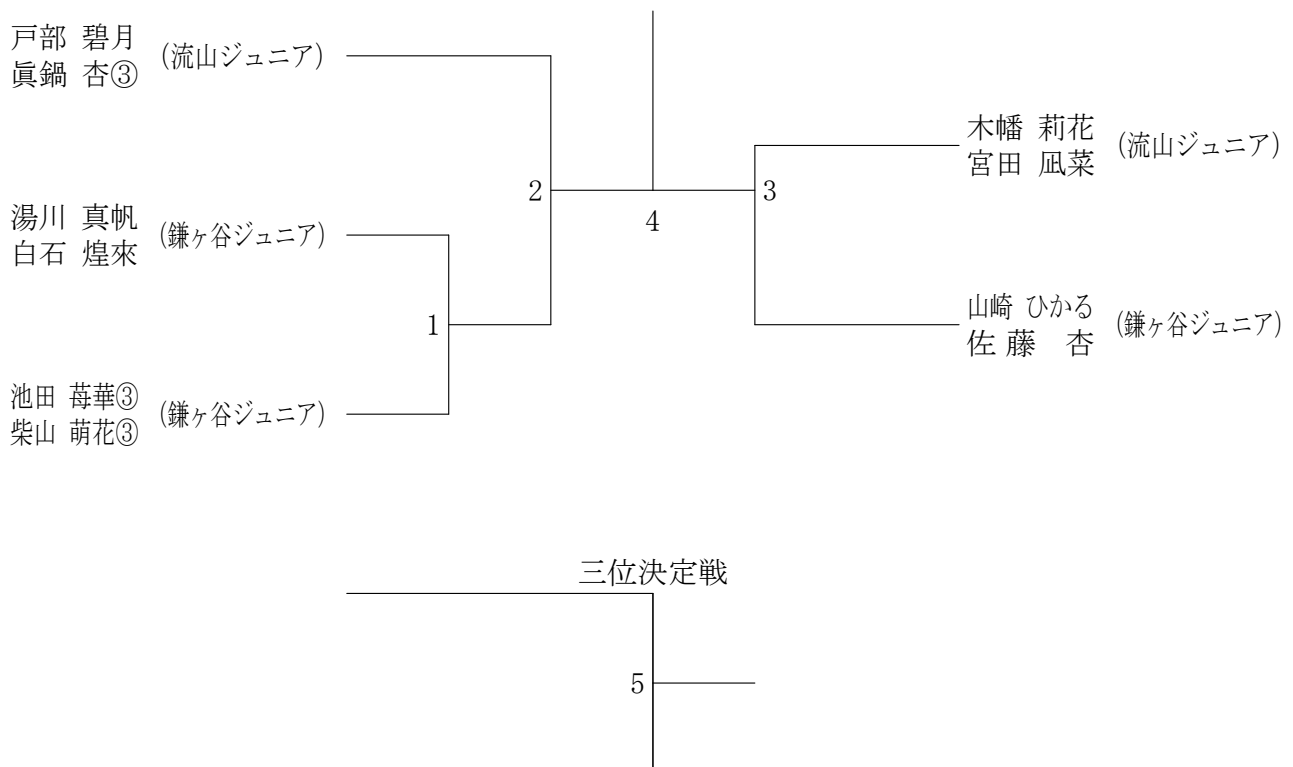 戸部 碧月
眞鍋 杏③
(流山ジュニア)
湯川 真帆
白石 煌來
(鎌ヶ谷ジュニア)
池田 苺華③
柴山 萌花③
(鎌ヶ谷ジュニア)
1
2
4
3
木幡 莉花
宮田 凪菜
(流山ジュニア)
山崎 ひかる
佐藤 杏
(鎌ヶ谷ジュニア)
三位決定戦
5